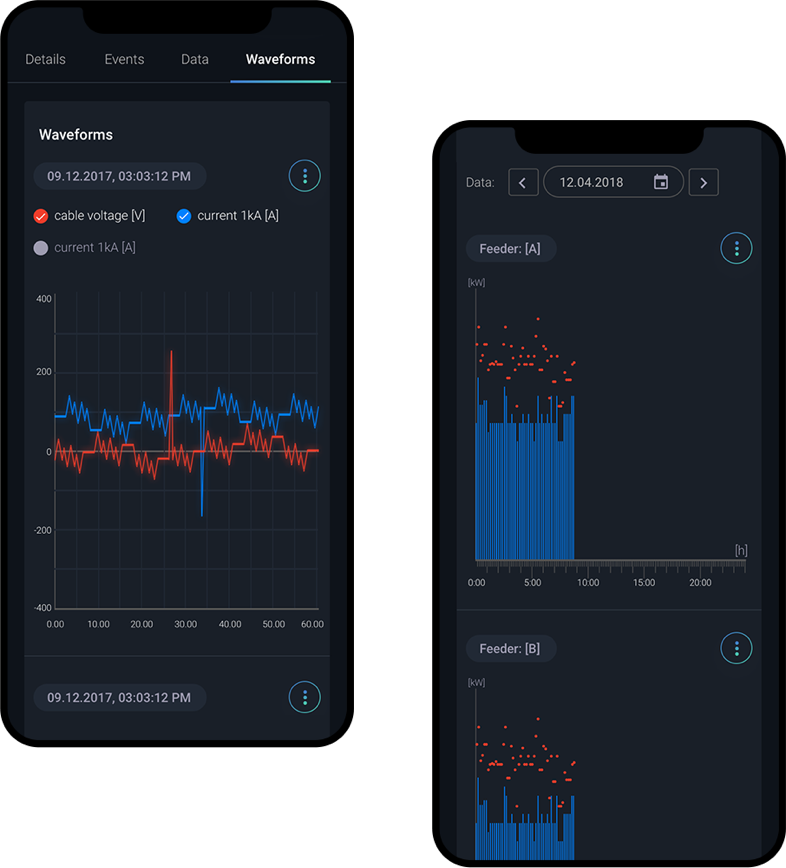 Details Events Data Waveforms
Waveforms
09.12.2017, 03:03:12 PM
cable voltage [V] current 1kA [A]
current 1kA [A]
400
200
0
-200
-400
0.00 10.00 20.00 30.00 40.00 50.00 60.00
09.12.2017, 03:03:12 PM
Data: 12.04.2018
Feeder: [A]
[kW]
[h]
0:00 5:00 10:00 15:00 20:00
Feeder: [B]
[kW]